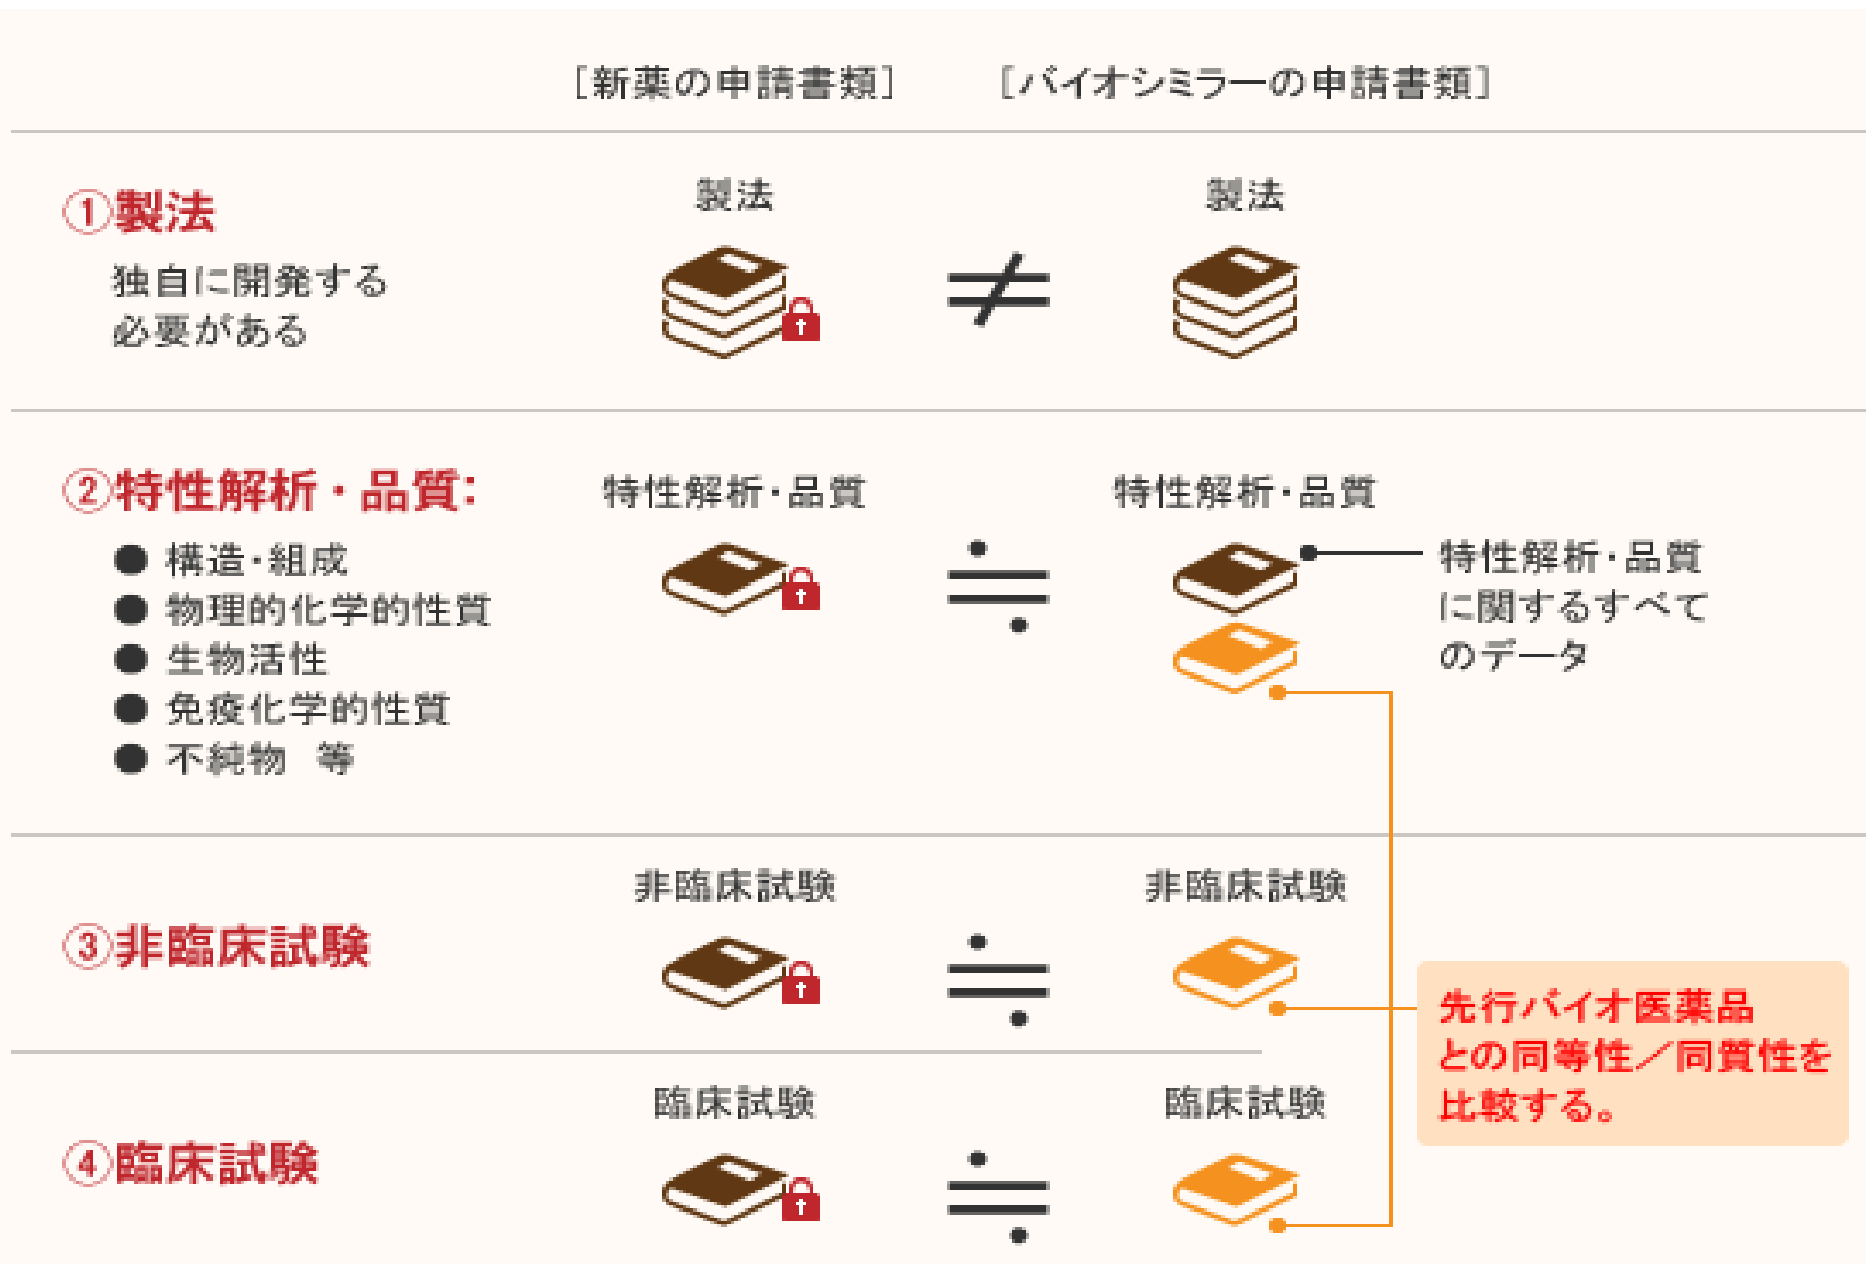 ［新薬の申請書類］ ［バイオシミラーの申請書類］
①製法
独自に開発する
必要がある
製法
≠
製法
②特性解析・品質：
● 構造・組成
● 物理的化学的性質
● 生物活性
● 免疫化学的性質
● 不純物　等
特性解析・品質
≒
特性解析・品質
特性解析・品質
に関するすべて
のデータ
③非臨床試験
非臨床試験
≒
非臨床試験
④臨床試験
臨床試験
≒
臨床試験
先行バイオ医薬品
との同等性／同質性を
比較する。